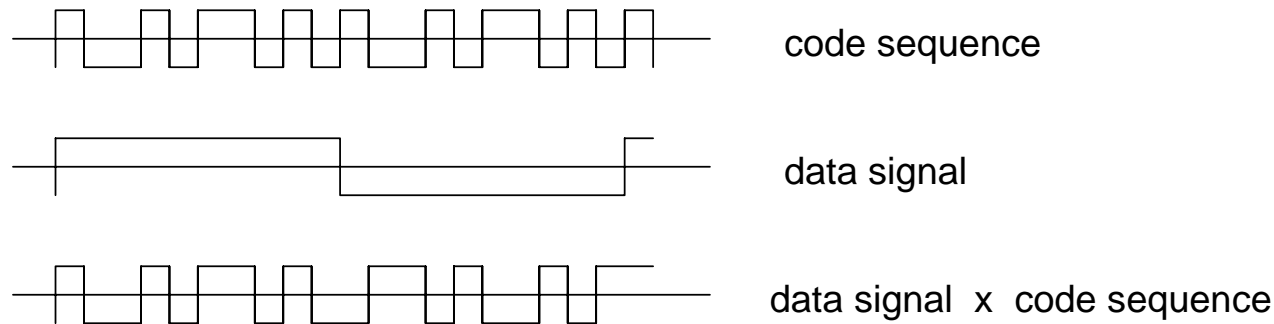 code sequence
data signal
data signal x code sequence